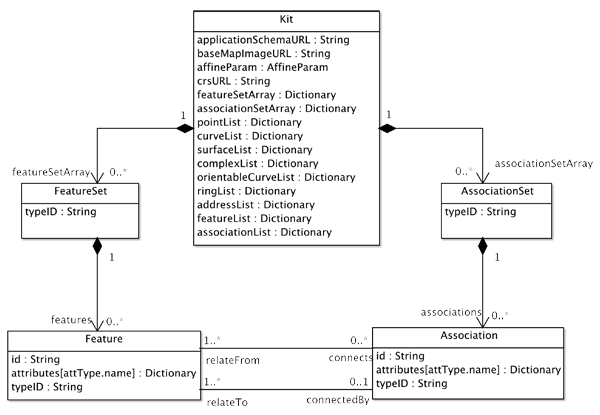 Kit
applicationSchemaURL : String
baseMapImageURL : String
affineParam : AffineParam
crsURL : String
featureSetArray : Dictionary
associationSetArray : Dictionary
pointList : Dictionary
curveList : Dictionary
surfaceList : Dictionary
complexList : Dictionary
orientableCurveList : Dictionary
ringList : Dictionary
addressList : Dictionary
featureList : Dictionary
associationList : Dictionary
1
1
featureSetArray 0..*
0..* associationSetArray
FeatureSet
typeID : String
1
AssociationSet
typeID : String
1
features 0..*
associations 0..*
Feature
id : String
attributes[attType.name] : Dictionary
typeID : String
1..* 0..*
relateFrom connects
1..* 0..1
relateTo connectedBy
Association
id : String
attributes[attType.name] : Dictionary
typeID : String